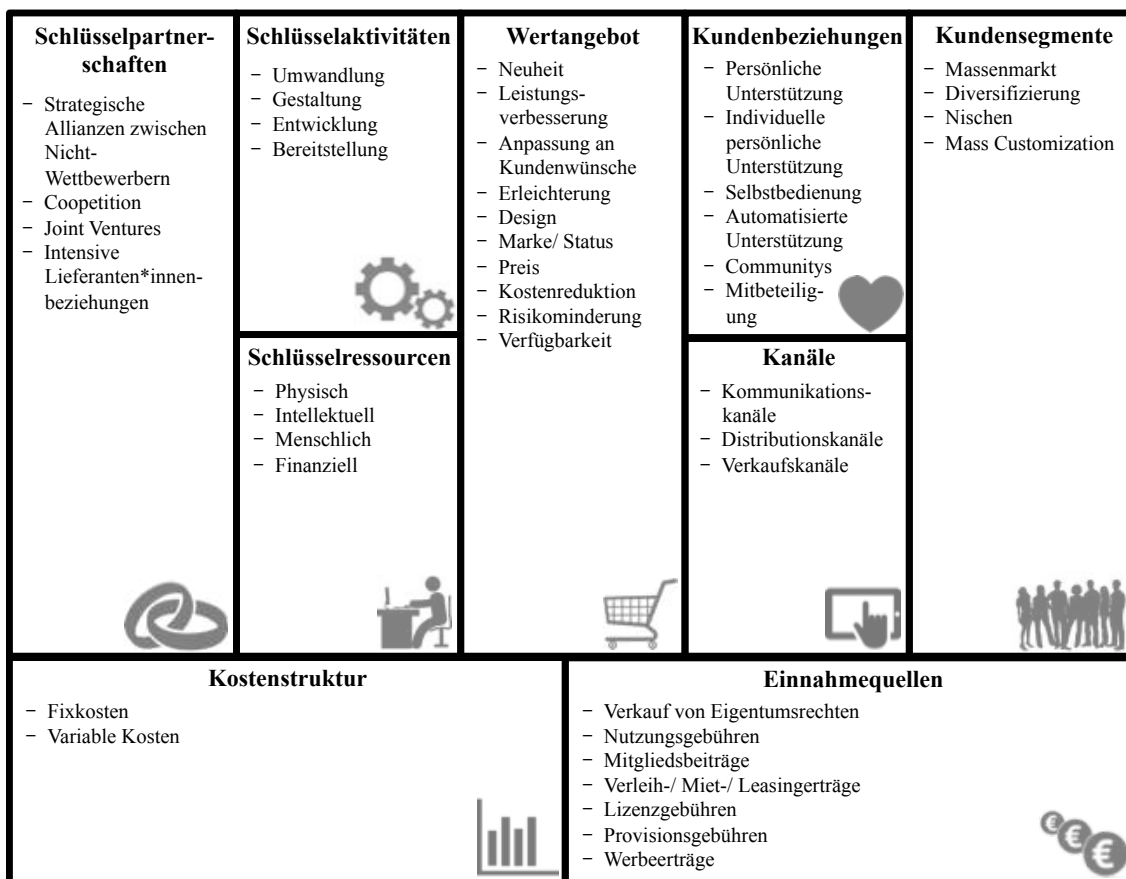 Schlüsselpartner-
schaften
– Strategische
Allianzen zwischen
Nicht-
Wettbewerbern
– Coopetition
– Joint Ventures
– Intensive
Lieferanten*innen-
beziehungen
Schlüsselaktivitäten
– Umwandlung
– Gestaltung
– Entwicklung
– Bereitstellung
Schlüsselressourcen
– Physisch
– Intellektuell
– Menschlich
– Finanziell
Wertangebot
– Neuheit
– Leistungs-
verbesserung
– Anpassung an
Kundenwünsche
– Erleichterung
– Design
– Marke/ Status
– Preis
– Kostenreduktion
– Risikominderung
– Verfügbarkeit
Kundenbeziehungen
– Persönliche
Unterstützung
– Individuelle
persönliche
Unterstützung
– Selbstbedienung
– Automatisierte
Unterstützung
– Communitys
– Mitbeteilig-
ung
Kanäle
– Kommunikations-
kanäle
– Distributionskanäle
– Verkaufskanäle
Kundensegmente
– Massenmarkt
– Diversifizierung
– Nischen
– Mass Customization
Kostenstruktur
– Fixkosten
– Variable Kosten
Einnahmequellen
– Verkauf von Eigentumsrechten
– Nutzungsgebühren
– Mitgliedsbeiträge
– Verleih-/ Miet-/ Leasingerträge
– Lizenzgebühren
– Provisionsgebühren
– Werbeerträge
€
€
€